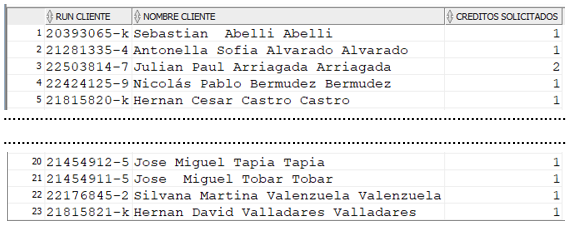 RUN CLIENTE NOMBRE CLIENTE CREDITOS SOLICITADOS
1 20393065-k Sebastian  Abelli Abelli 1
2 21281335-4 Antonella Sofia Alvarado Alvarado 1
3 22503814-7 Julian Paul Arriagada Arriagada 2
4 22424125-9 Nicolás Pablo Bermudez Bermudez 1
5 21815820-k Hernan Cesar Castro Castro 1
20 21454912-5 Jose Miguel Tapia Tapia 1
21 21454911-5 Jose  Miguel Tobar Tobar 1
22 22176845-2 Silvana Martina Valenzuela Valenzuela 1
23 21815821-k Hernan David Valladares Valladares 1